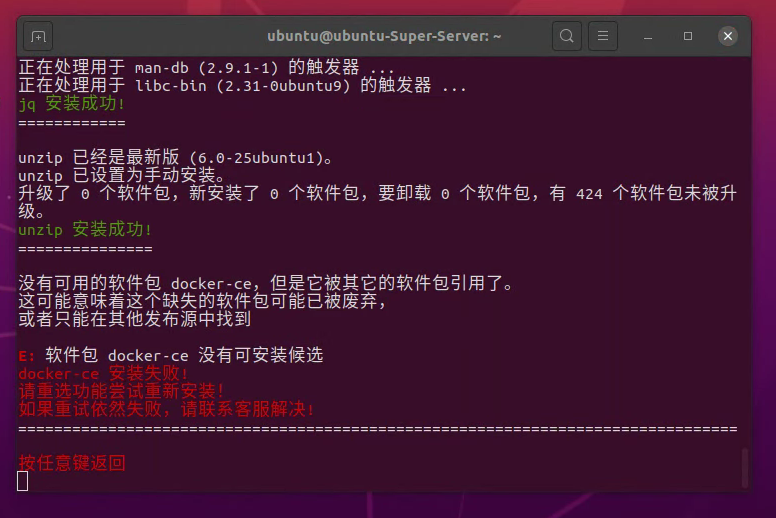 ubuntu@ubuntu-Super-Server: ~
正在处理用于 man-db (2.9.1-1) 的触发器 ...
正在处理用于 libc-bin (2.31-0ubuntu9) 的触发器 ...
jq 安装成功!
============
unzip 已经是最新版 (6.0-25ubuntu1)。
unzip 已设置为手动安装。
升级了 0 个软件包，新安装了 0 个软件包，要卸载 0 个软件包，有 424 个软件包未被升
级。
unzip 安装成功!
===============
没有可用的软件包 docker-ce，但是它被其它的软件包引用了。
这可能意味着这个缺失的软件包可能已被废弃，
或者只能在其他发布源中找到
E: 软件包 docker-ce 没有可安装候选
docker-ce 安装失败!
请重选功能尝试重新安装!
如果重试依然失败，请联系客服解决!
================================================================================
按任意键返回